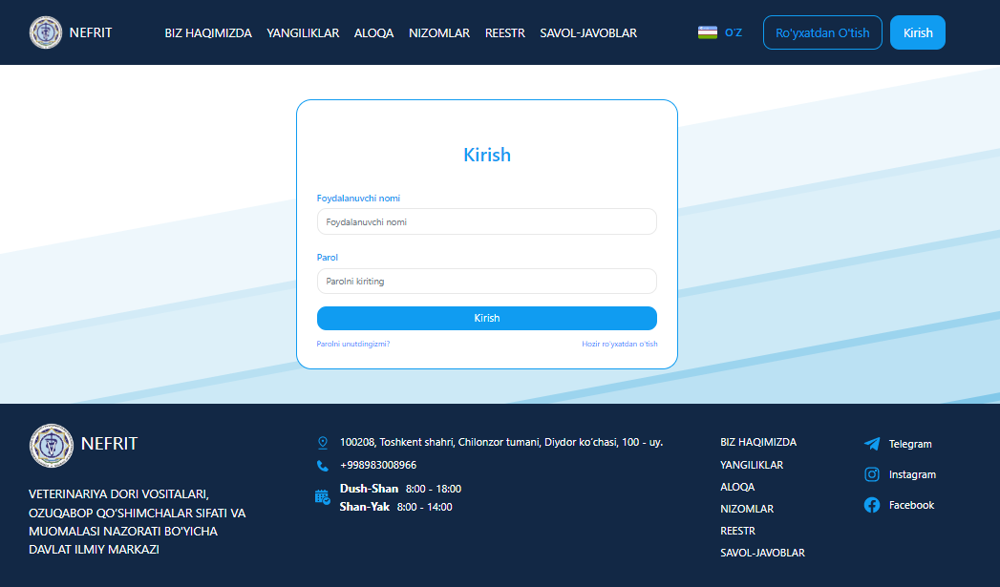 NEFRIT
BIZ HAQIMIZDA YANGILIKLAR ALOQA NIZOMLAR REESTR SAVOL-JAVOBLAR
O'Z
Ro'yxatdan O'tish
Kirish
Kirish
Foydalanuvchi nomi
Foydalanuvchi nomi
Parol
Parolni kiriting
Kirish
Parolni unutdingizmi? Hozir ro'yxatdan o'tish
NEFRIT
VETERINARIYA DORI VOSITALARI,
OZUQABOP QO‘SHIMCHALAR SIFATI VA
MUOMALASI NAZORATI BO'YICHA
DAVLAT ILMIY MARKAZI
100208, Toshkent shahri, Chilonzor tumani, Diydor ko‘chasi, 100 - uy.
+998983008966
Dush-Shan 8:00 - 18:00
Shan-Yak 8:00 - 14:00
BIZ HAQIMIZDA
YANGILIKLAR
ALOQA
NIZOMLAR
REESTR
SAVOL-JAVOBLAR
Telegram
Instagram
Facebook